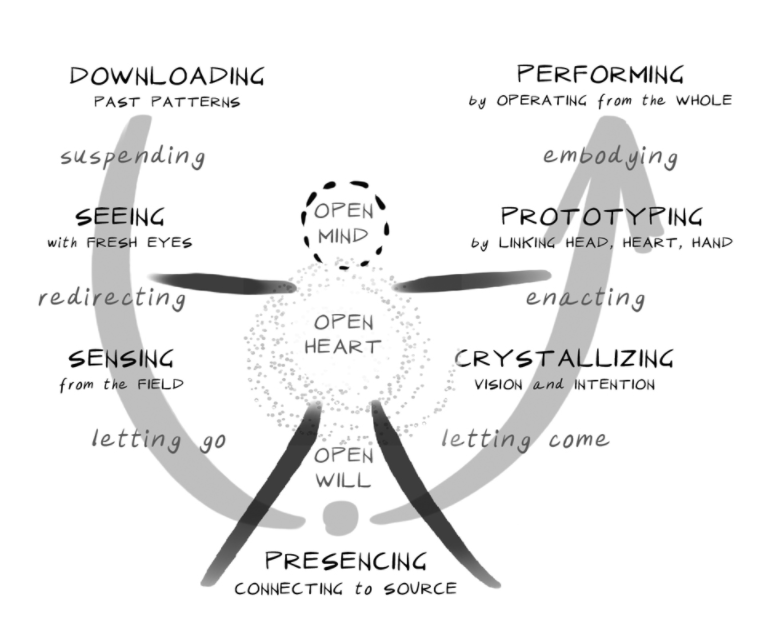 DOWNLOADING
PAST PATTERNS
suspending
SEEING
with FRESH EYES
redirecting
SENSING
from the FIELD
letting go
OPEN
MIND
OPEN
HEART
OPEN
WILL
PRESENCING
CONNECTING to SOURCE
PERFORMING
by OPERATING from the WHOLE
embodying
PROTOTYPING
by LINKING HEAD, HEART, HAND
enacting
CRYSTALLIZING
VISION and INTENTION
letting come